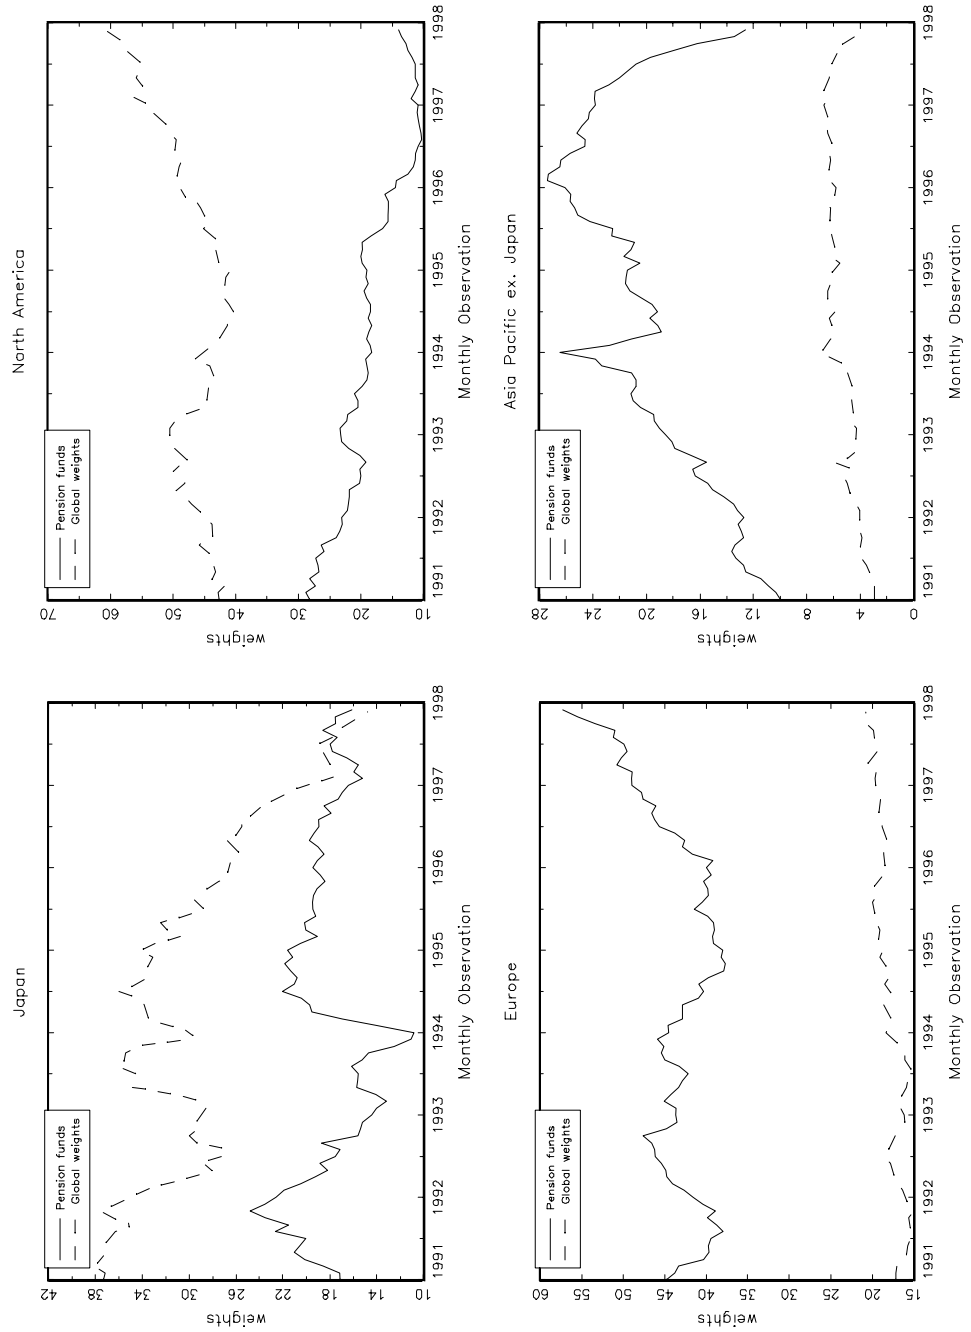 Japan
Pension funds
Global weights
weights
42
38
34
30
26
22
18
14
10
1991 1992 1993 1994 1995 1996 1997 1998
Monthly Observation
North America
Pension funds
Global weights
weights
70
60
50
40
30
20
10
1991 1992 1993 1994 1995 1996 1997 1998
Monthly Observation
Europe
Pension funds
Global weights
weights
60
55
50
45
40
35
30
25
20
15
1991 1992 1993 1994 1995 1996 1997 1998
Monthly Observation
Asia Pacific ex. Japan
Pension funds
Global weights
weights
28
24
20
16
12
8
4
0
1991 1992 1993 1994 1995 1996 1997 1998
Monthly Observation